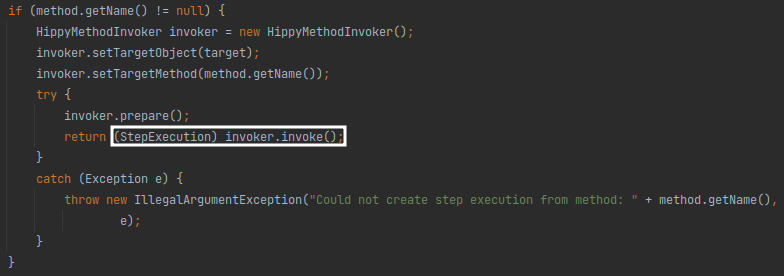 if (method.getName() != null) {
HippyMethodInvoker invoker = new HippyMethodInvoker();
invoker.setTargetObject(target);
invoker.setTargetMethod(method.getName());
try {
invoker.prepare();
return (StepExecution) invoker.invoke();
}
catch (Exception e) {
throw new IllegalArgumentException("Could not create step execution from method: " + method.getName(),
e);
}
}